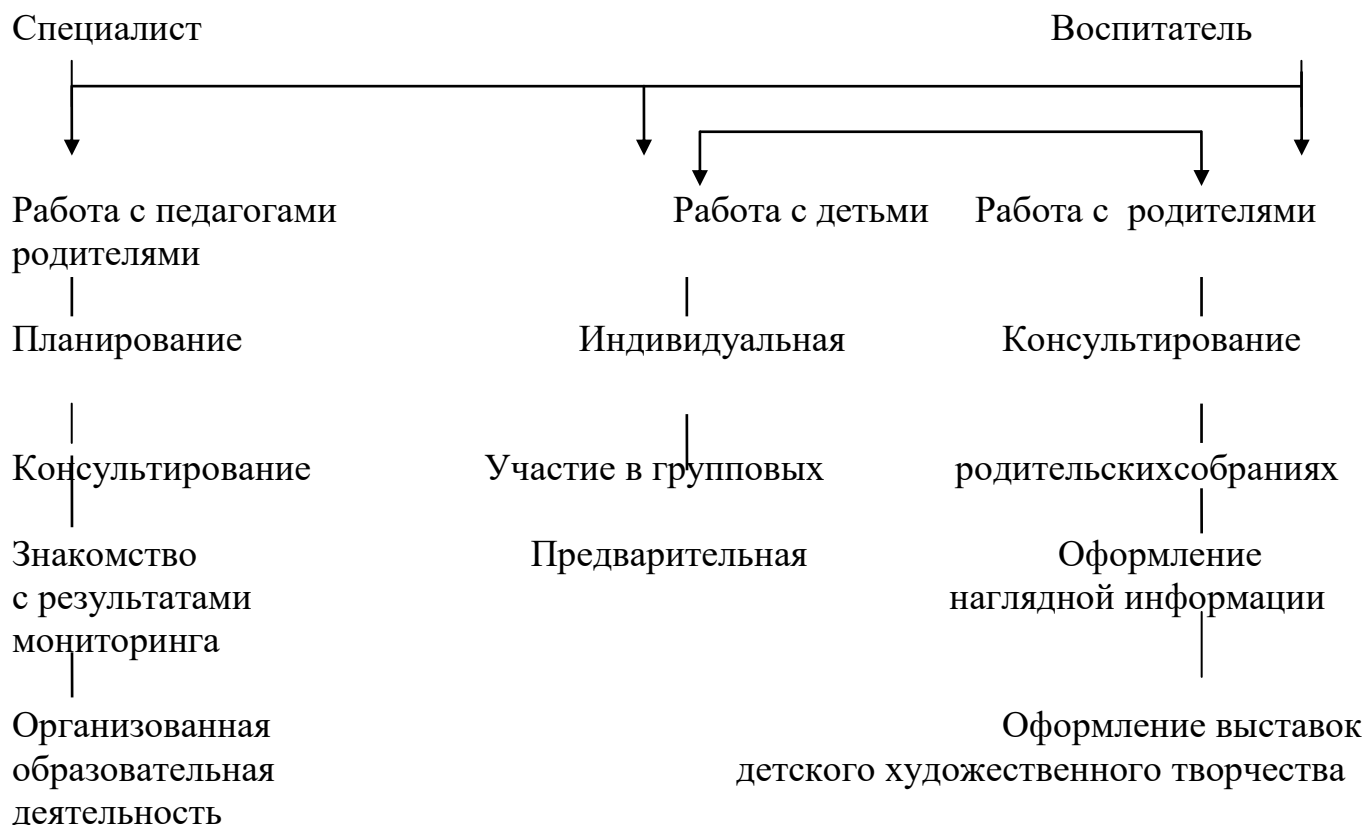 Специалист Воспитатель
Работа с педагогами Работа с детьми Работа с родителями
родителями
Планирование Индивидуальная Консультирование
Консультирование Участие в групповых родительскихсобраниях
Знакомство Предварительная Оформление
с результатами наглядной информации
мониторинга
Организованная Оформление выставок
образовательная детского художественного творчества
деятельность